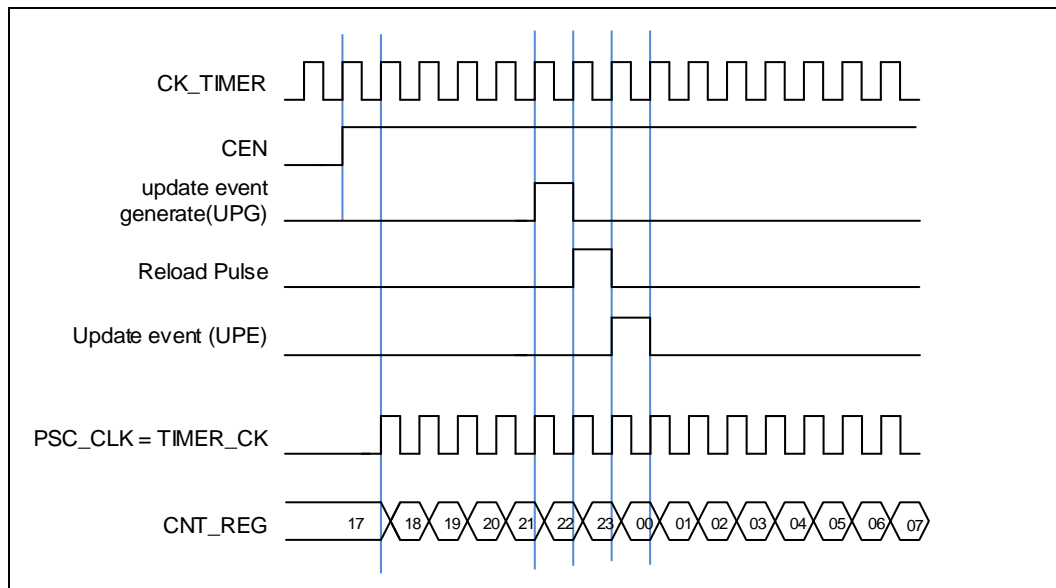 CK_TIMER
CEN
update event
generate(UPG)
Reload Pulse
Update event (UPE)
PSC_CLK = TIMER_CK
CNT_REG 17 18 19 20 21 22 23 00 01 02 03 04 05 06 07